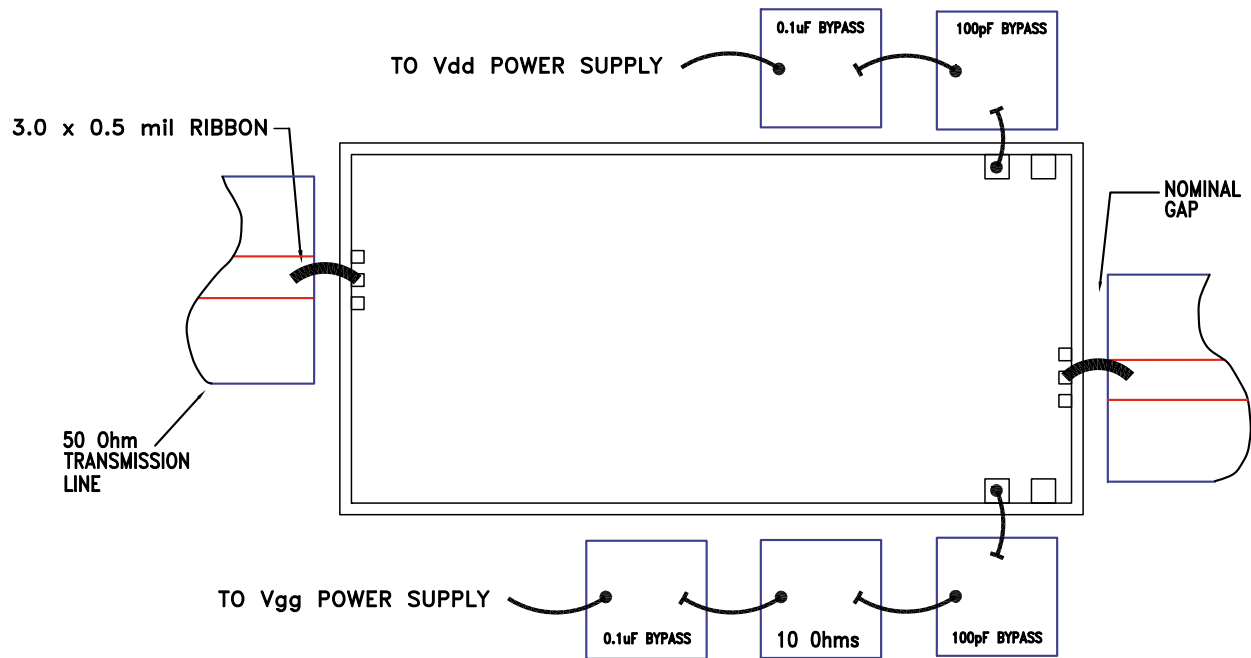 0.1uF BYPASS
100pF BYPASS
TO Vdd POWER SUPPLY
3.0 x 0.5 mil RIBBON
NOMINAL
GAP
50 Ohm
TRANSMISSION
LINE
TO Vgg POWER SUPPLY
0.1uF BYPASS
10 Ohms
100pF BYPASS